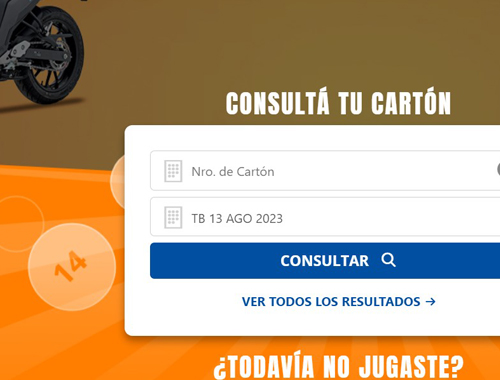 CONSULTÁ TU CARTÓN
Nro. de Cartón
TB 13 AGO 2023
CONSULTAR
VER TODOS LOS RESULTADOS →
14
¿TODAVÍA NO JUGASTE?